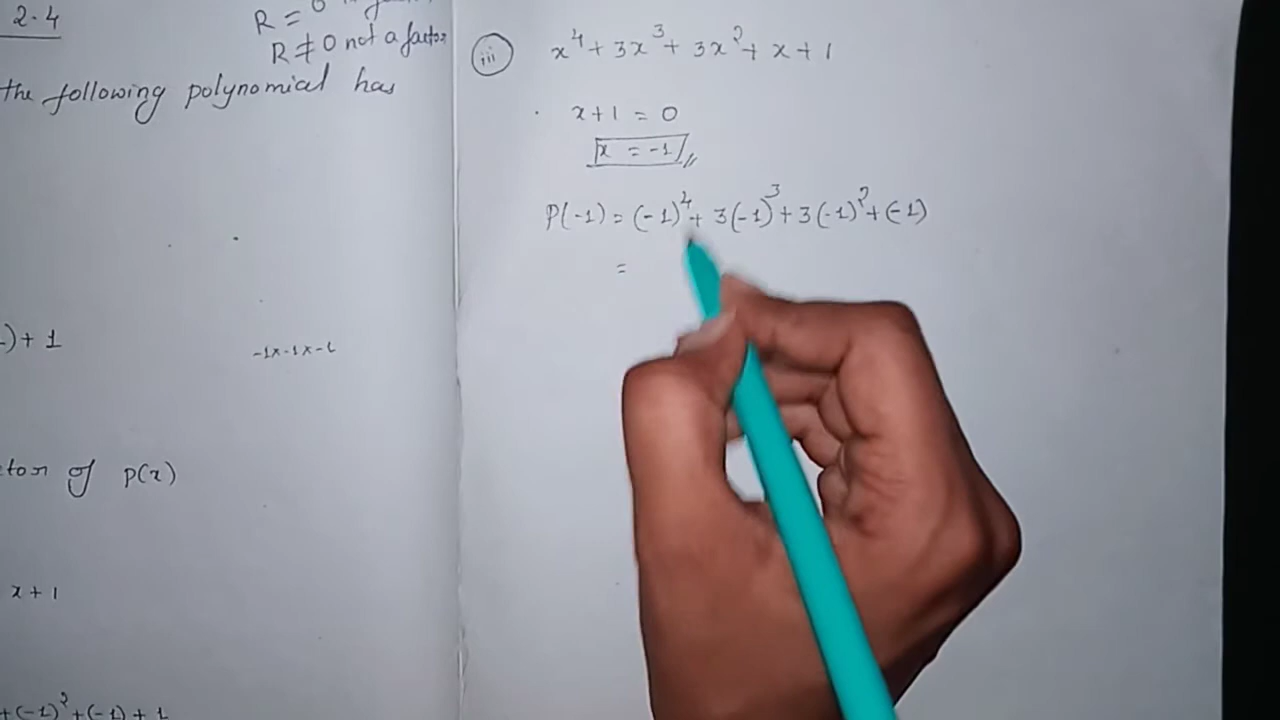 2.4
R = 0
R ≠ 0 not a factor
the following polynomial has
-)+ 1
-1x-1x-1
tor of P(x)
x+1
+(-1)²+(-1)+1
iii x⁴ + 3x³ + 3x² + x + 1
x+1 = 0
x = -1
P(-1) = (-1)⁴ + 3(-1)³ + 3(-1)² + (-1)
=